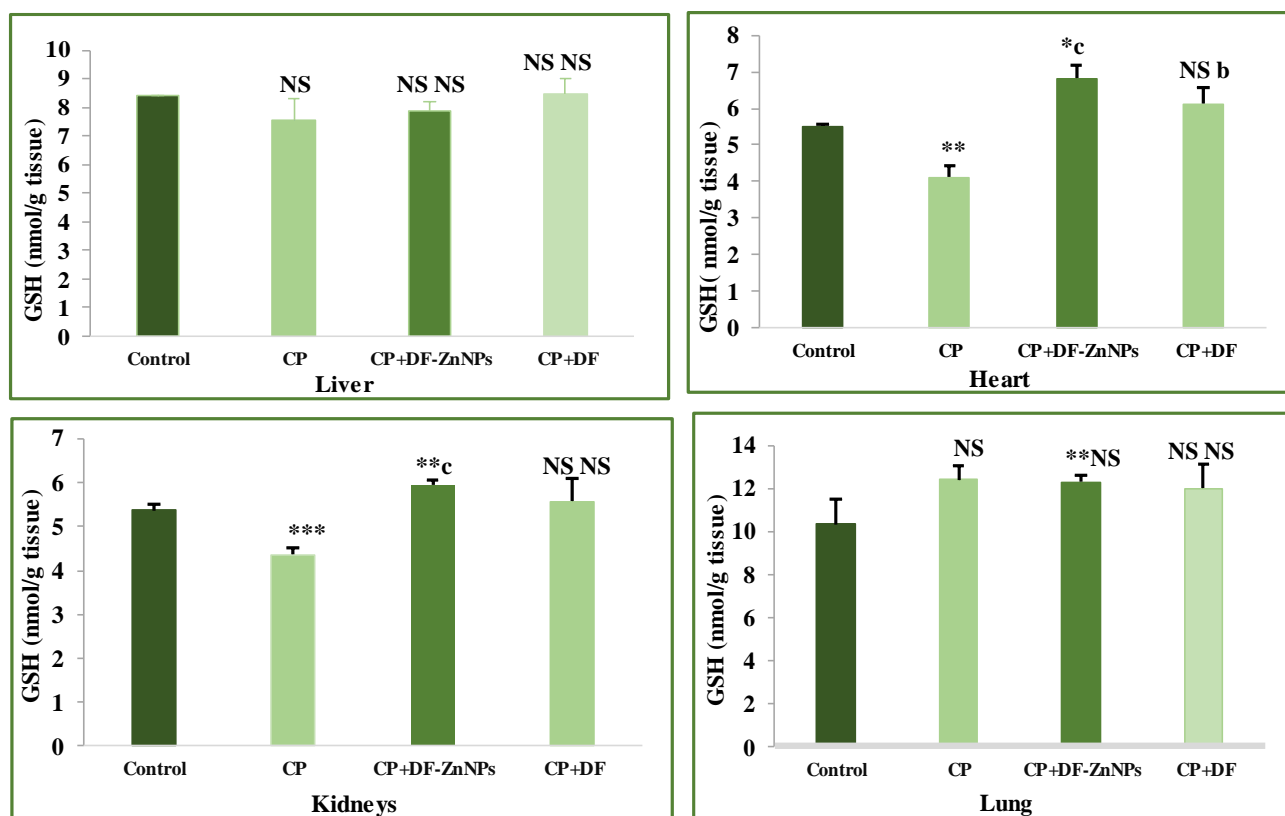 GSH (nmol/g tissue)
10
9
8
7
6
5
4
3
2
1
0
NS
NS NS
NS NS
Control CP CP+DF-ZnNPs CP+DF
Liver
GSH( nmol/g tissue)
8
7
6
5
4
3
2
1
0
**
*c
NS b
Control CP CP+DF-ZnNPs CP+DF
Heart
GSH (nmol/g tissue)
7
6
5
4
3
2
1
0
***
**c
NS NS
Control CP CP+DF-ZnNPs CP+DF
Kidneys
GSH (nmol/g tissue)
14
12
10
8
6
4
2
0
NS
**NS
NS NS
Control CP CP+DF-ZnNPs CP+DF
Lung